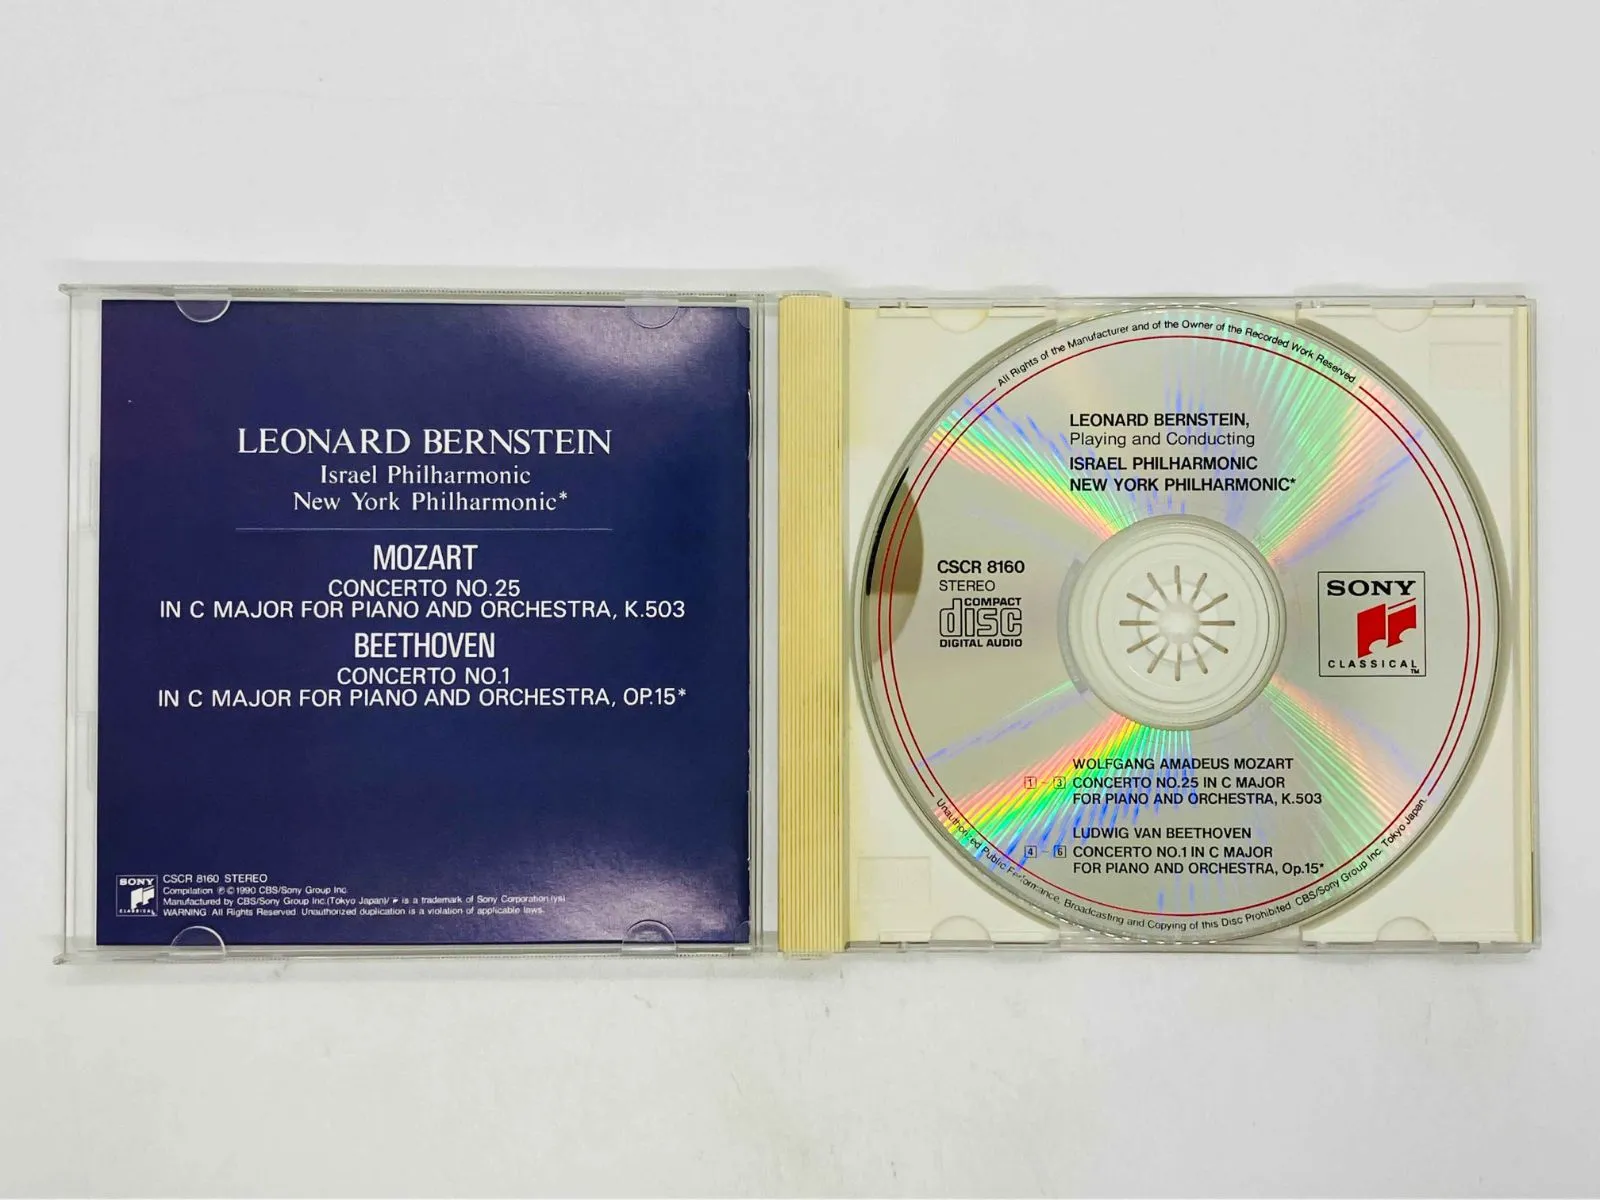 LEONARD BERNSTEIN
Israel Philharmonic
New York Philharmonic*
MOZART
CONCERTO NO.25
IN C MAJOR FOR PIANO AND ORCHESTRA, K.503
BEETHOVEN
CONCERTO NO.1
IN C MAJOR FOR PIANO AND ORCHESTRA, OP.15*
SONY
CLASSICAL
CSCR 8160 STEREO
Compilation ℗©1990 CBS/Sony Group Inc.
Manufactured by CBS/Sony Group Inc.(Tokyo Japan)/ is a trademark of Sony Corporation
WARNING: All Rights Reserved. Unauthorized duplication is a violation of applicable laws.
All Rights of the Manufacturer and of the Owner of the Recorded Work Reserved
LEONARD BERNSTEIN,
Playing and Conducting
ISRAEL PHILHARMONIC
NEW YORK PHILHARMONIC*
CSCR 8160
STEREO
COMPACT
disc
DIGITAL AUDIO
SONY
CLASSICAL
TM
WOLFGANG AMADEUS MOZART
1 - 3 CONCERTO NO.25 IN C MAJOR
FOR PIANO AND ORCHESTRA, K.503
LUDWIG VAN BEETHOVEN
4 - 6 CONCERTO NO.1 IN C MAJOR
FOR PIANO AND ORCHESTRA, Op.15*
Unauthorized Public Performance, Broadcasting and Copying of this Disc Prohibited. CBS/Sony Group Inc. Tokyo Japan.